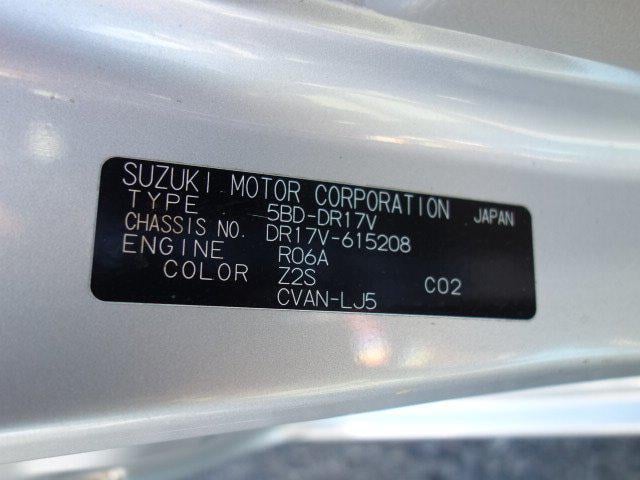 SUZUKI MOTOR CORPORATION JAPAN
TYPE 5BD-DR17V
CHASSIS NO. DR17V-615208
ENGINE R06A
COLOR Z2S C02
CVAN-LJ5